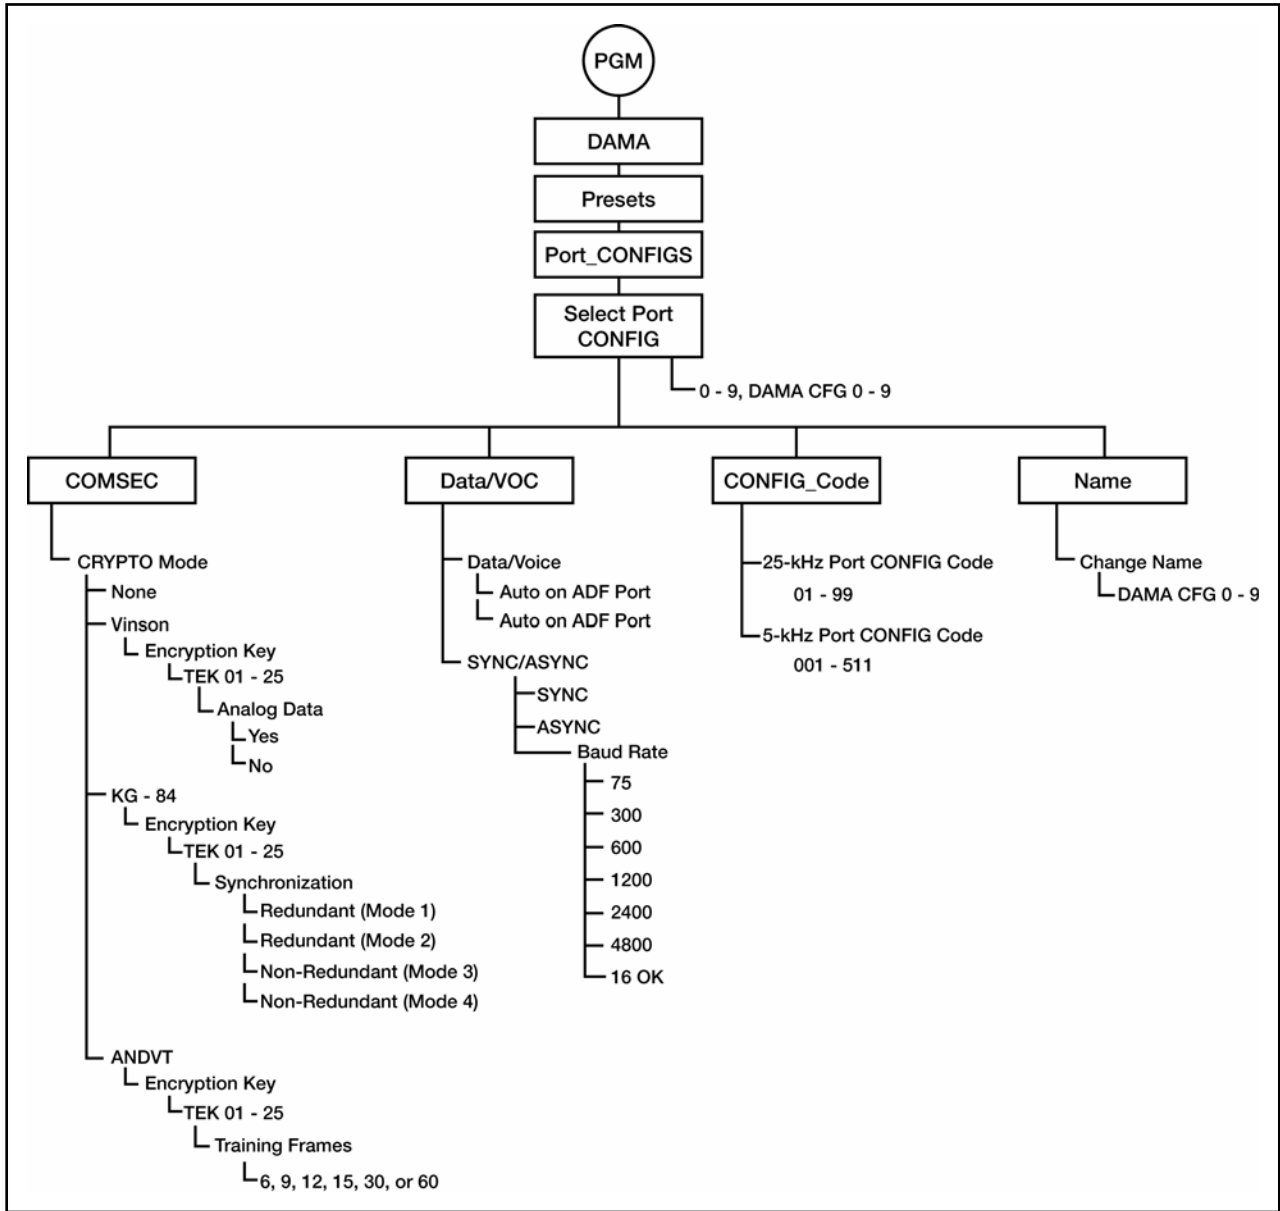 PGM
DAMA
Presets
Port_CONFIGS
Select Port
CONFIG
0 - 9, DAMA CFG 0 - 9
COMSEC
CRYPTO Mode
None
Vinson
Encryption Key
TEK 01 - 25
Analog Data
Yes
No
KG - 84
Encryption Key
TEK 01 - 25
Synchronization
Redundant (Mode 1)
Redundant (Mode 2)
Non-Redundant (Mode 3)
Non-Redundant (Mode 4)
ANDVT
Encryption Key
TEK 01 - 25
Training Frames
6, 9, 12, 15, 30, or 60
Data/VOC
Data/Voice
Auto on ADF Port
Auto on ADF Port
SYNC/ASYNC
SYNC
ASYNC
Baud Rate
75
300
600
1200
2400
4800
16 OK
CONFIG_Code
25-kHz Port CONFIG Code
01 - 99
5-kHz Port CONFIG Code
001 - 511
Name
Change Name
DAMA CFG 0 - 9